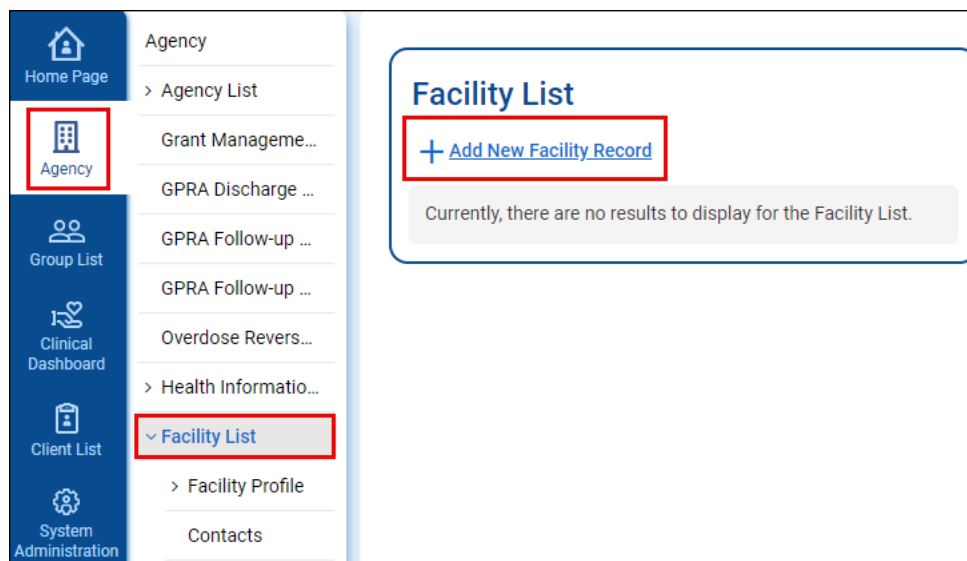 Home Page
Agency
Group List
Clinical
Dashboard
Client List
System
Administration
Agency
Agency List
Grant Manageme...
GPRA Discharge ...
GPRA Follow-up ...
GPRA Follow-up ...
Overdose Revers...
Health Informatio...
Facility List
Facility Profile
Contacts
Facility List
Add New Facility Record
Currently, there are no results to display for the Facility List.